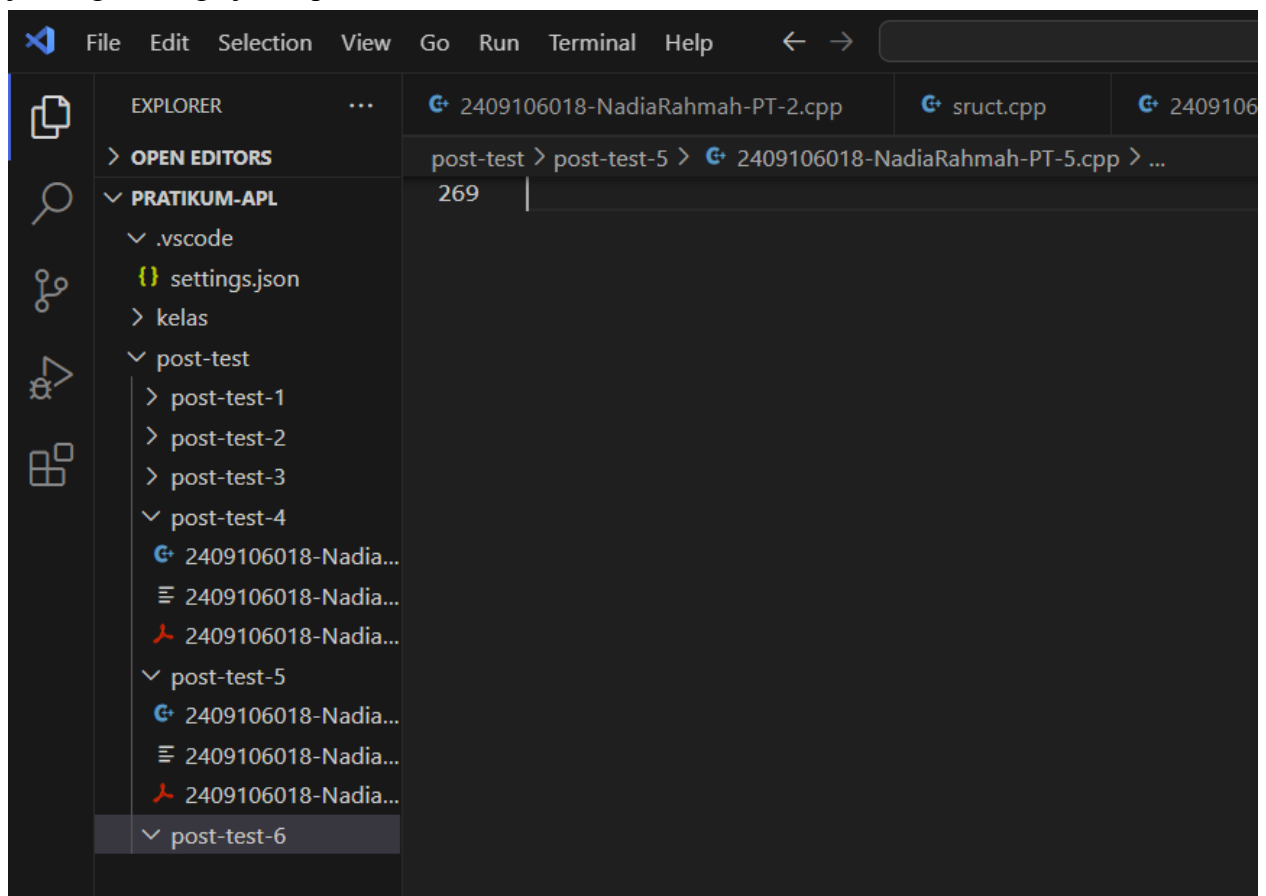 File Edit Selection View Go Run Terminal Help
EXPLORER ...
2409106018-NadiaRahmah-PT-2.cpp sruct.cpp 2409106
> OPEN EDITORS
post-test > post-test-5 > 2409106018-NadiaRahmah-PT-5.cpp > ...
PRATIKUM-APL
269
.vscode
{} settings.json
> kelas
post-test
> post-test-1
> post-test-2
> post-test-3
post-test-4
2409106018-Nadia...
2409106018-Nadia...
2409106018-Nadia...
post-test-5
2409106018-Nadia...
2409106018-Nadia...
2409106018-Nadia...
post-test-6